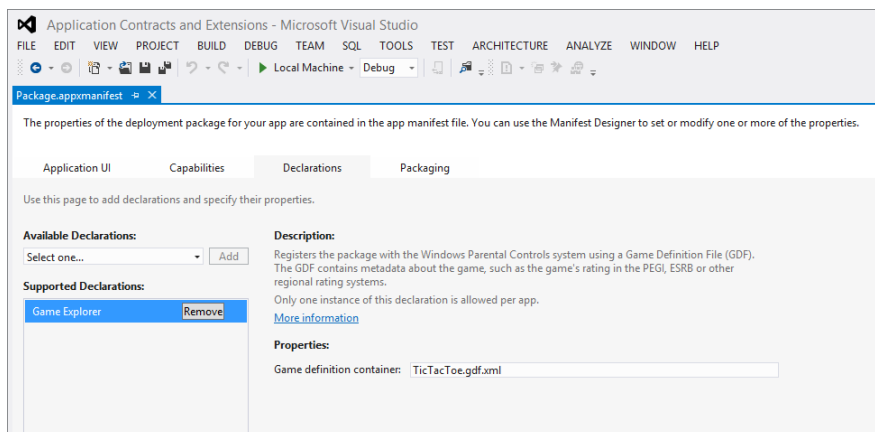 Application Contracts and Extensions - Microsoft Visual Studio
FILE EDIT VIEW PROJECT BUILD DEBUG TEAM SQL TOOLS TEST ARCHITECTURE ANALYZE WINDOW HELP
Local Machine Debug
Package.appxmanifest
The properties of the deployment package for your app are contained in the app manifest file. You can use the Manifest Designer to set or modify one or more of the properties.
Application UI Capabilities Declarations Packaging
Use this page to add declarations and specify their properties.
Available Declarations:
Select one... Add
Supported Declarations:
Game Explorer Remove
Description:
Registers the package with the Windows Parental Controls system using a Game Definition File (GDF).
The GDF contains metadata about the game, such as the game's rating in the PEGI, ESRB or other
regional rating systems.
Only one instance of this declaration is allowed per app.
More information
Properties:
Game definition container: TicTacToe.gdf.xml